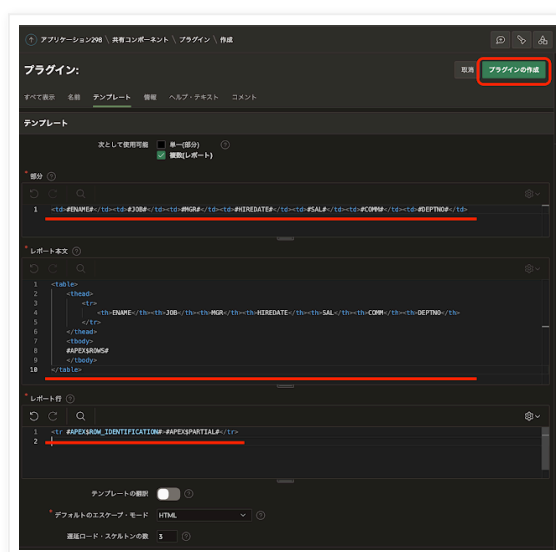 アプリケーション298 \ 共有コンポーネント \ プラグイン \ 作成
プラグイン:
取消
プラグインの作成
すべて表示 名前 テンプレート 情報 ヘルプ・テキスト コメント
テンプレート
次として使用可能 単一(部分)
複数(レポート)
* 部分
1 <td>#ENAME#</td><td>#JOB#</td><td>#MGR#</td><td>#HIREDATE#</td><td>#SAL#</td><td>#COMM#</td><td>#DEPTNO#</td>
* レポート本文
1 <table>
2 <thead>
3 <tr>
4 <th>ENAME</th><th>JOB</th><th>MGR</th><th>HIREDATE</th><th>SAL</th><th>COMM</th><th>DEPTNO</th>
5 </tr>
6 </thead>
7 <tbody>
8 #APEX$ROWS#
9 </tbody>
10 </table>
* レポート行
1 <tr #APEX$ROW_IDENTIFICATION#>#APEX$PARTIAL#</tr>
2
テンプレートの翻訳
* デフォルトのエスケープ・モード HTML
遅延ロード・スケルトンの数 3